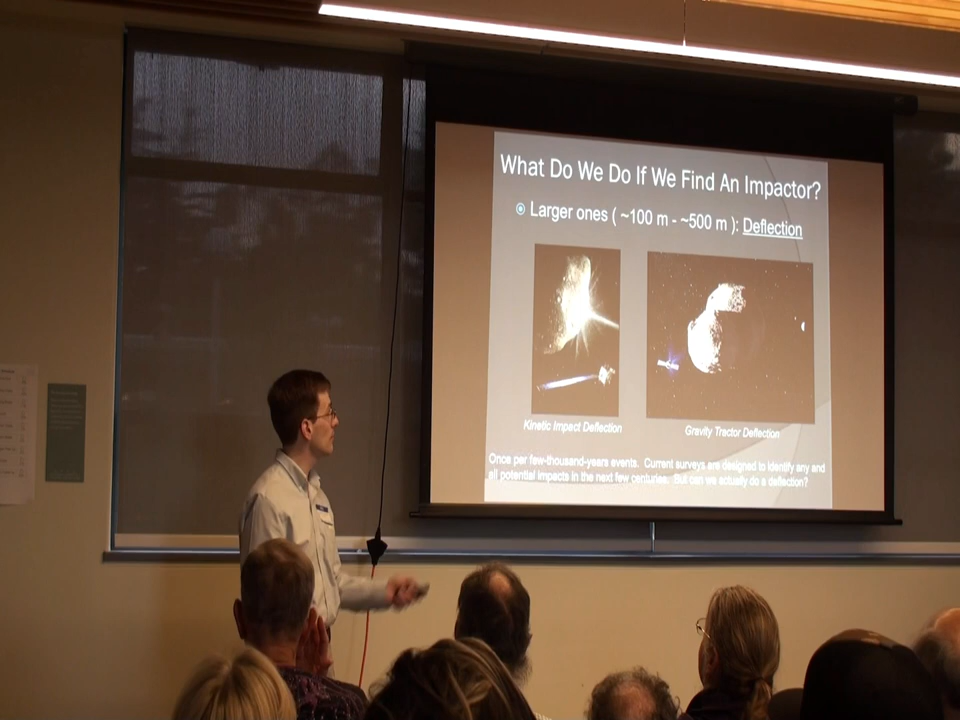 What Do We Do If We Find An Impactor?
Larger ones ( ~100 m - ~500 m ): Deflection
Kinetic Impact Deflection
Gravity Tractor Deflection
Once per few-thousand-years events. Current surveys are designed to identify any and
all potential impacts in the next few centuries. But can we actually do a deflection?